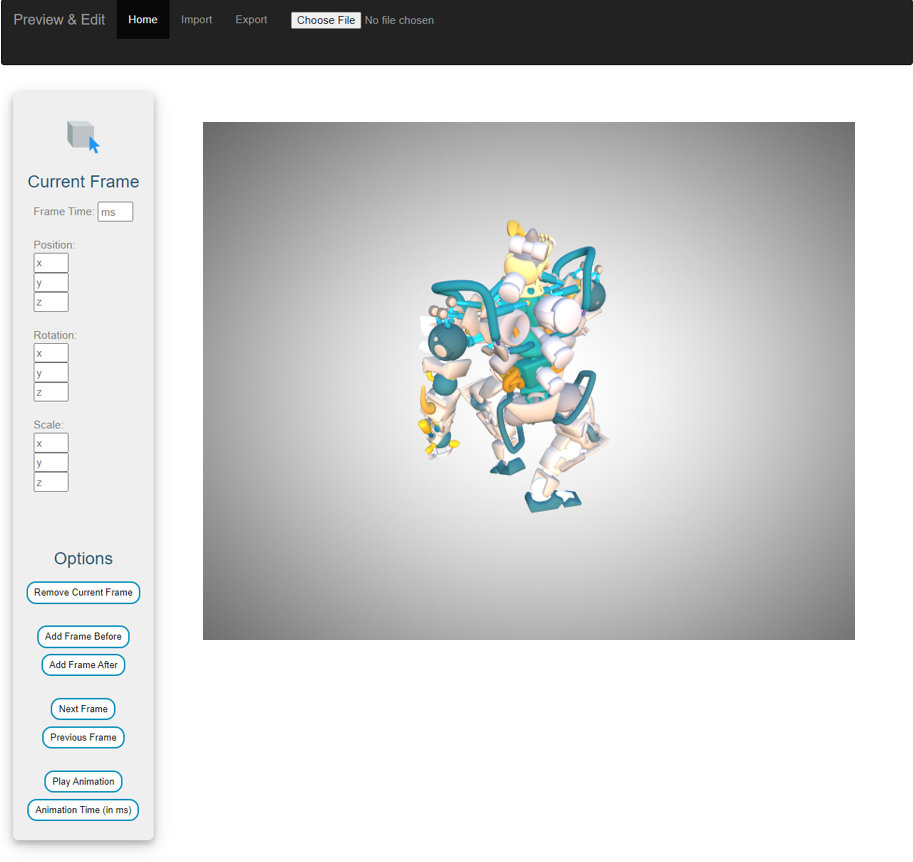 Preview & Edit Home Import Export Choose File No file chosen
Current Frame
Frame Time: ms
Position:
x
y
z
Rotation:
x
y
z
Scale:
x
y
z
Options
Remove Current Frame
Add Frame Before
Add Frame After
Next Frame
Previous Frame
Play Animation
Animation Time (in ms)